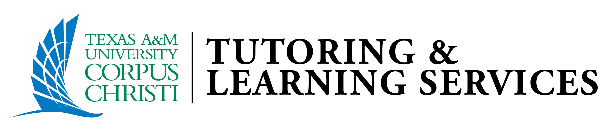 TEXAS A&M
UNIVERSITY
CORPUS
CHRISTI
TUTORING &
LEARNING SERVICES